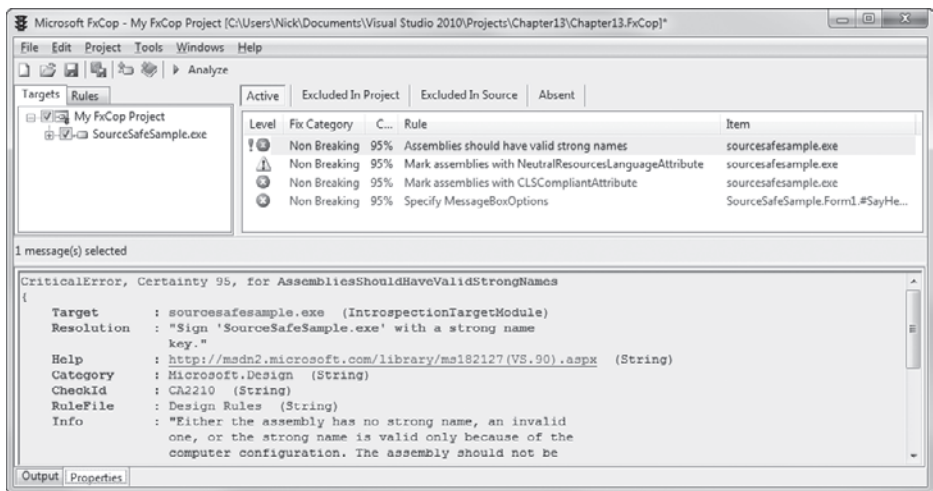 Microsoft FxCop - My FxCop Project [C:\Users\Nick\Documents\Visual Studio 2010\Projects\Chapter13\Chapter13.FxCop]*
File Edit Project Tools Windows Help
Analyze
Targets Rules
My FxCop Project
SourceSafeSample.exe
Active Excluded In Project Excluded In Source Absent
Level Fix Category C... Rule Item
Non Breaking 95% Assemblies should have valid strong names sourcesafesample.exe
Non Breaking 95% Mark assemblies with NeutralResourcesLanguageAttribute sourcesafesample.exe
Non Breaking 95% Mark assemblies with CLSCompliantAttribute sourcesafesample.exe
Non Breaking 95% Specify MessageBoxOptions SourceSafeSample.Form1.#SayHe...
1 message(s) selected
CriticalError, Certainty 95, for AssembliesShouldHaveValidStrongNames
{
Target : sourcesafesample.exe (IntrospectionTargetModule)
Resolution : "Sign 'SourceSafeSample.exe' with a strong name
key."
Help : http://msdn2.microsoft.com/library/ms182127(VS.90).aspx (String)
Category : Microsoft.Design (String)
CheckId : CA2210 (String)
RuleFile : Design Rules (String)
Info : "Either the assembly has no strong name, an invalid
one, or the strong name is valid only because of the
computer configuration. The assembly should not be
Output Properties